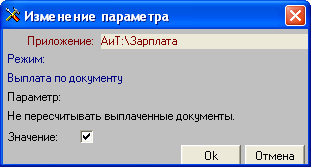 Изменение параметра
Приложение: АиТ:\Зарплата
Режим:
Выплата по документу
Параметр:
Не пересчитывать выплаченные документы.
Значение:
Ok Отмена